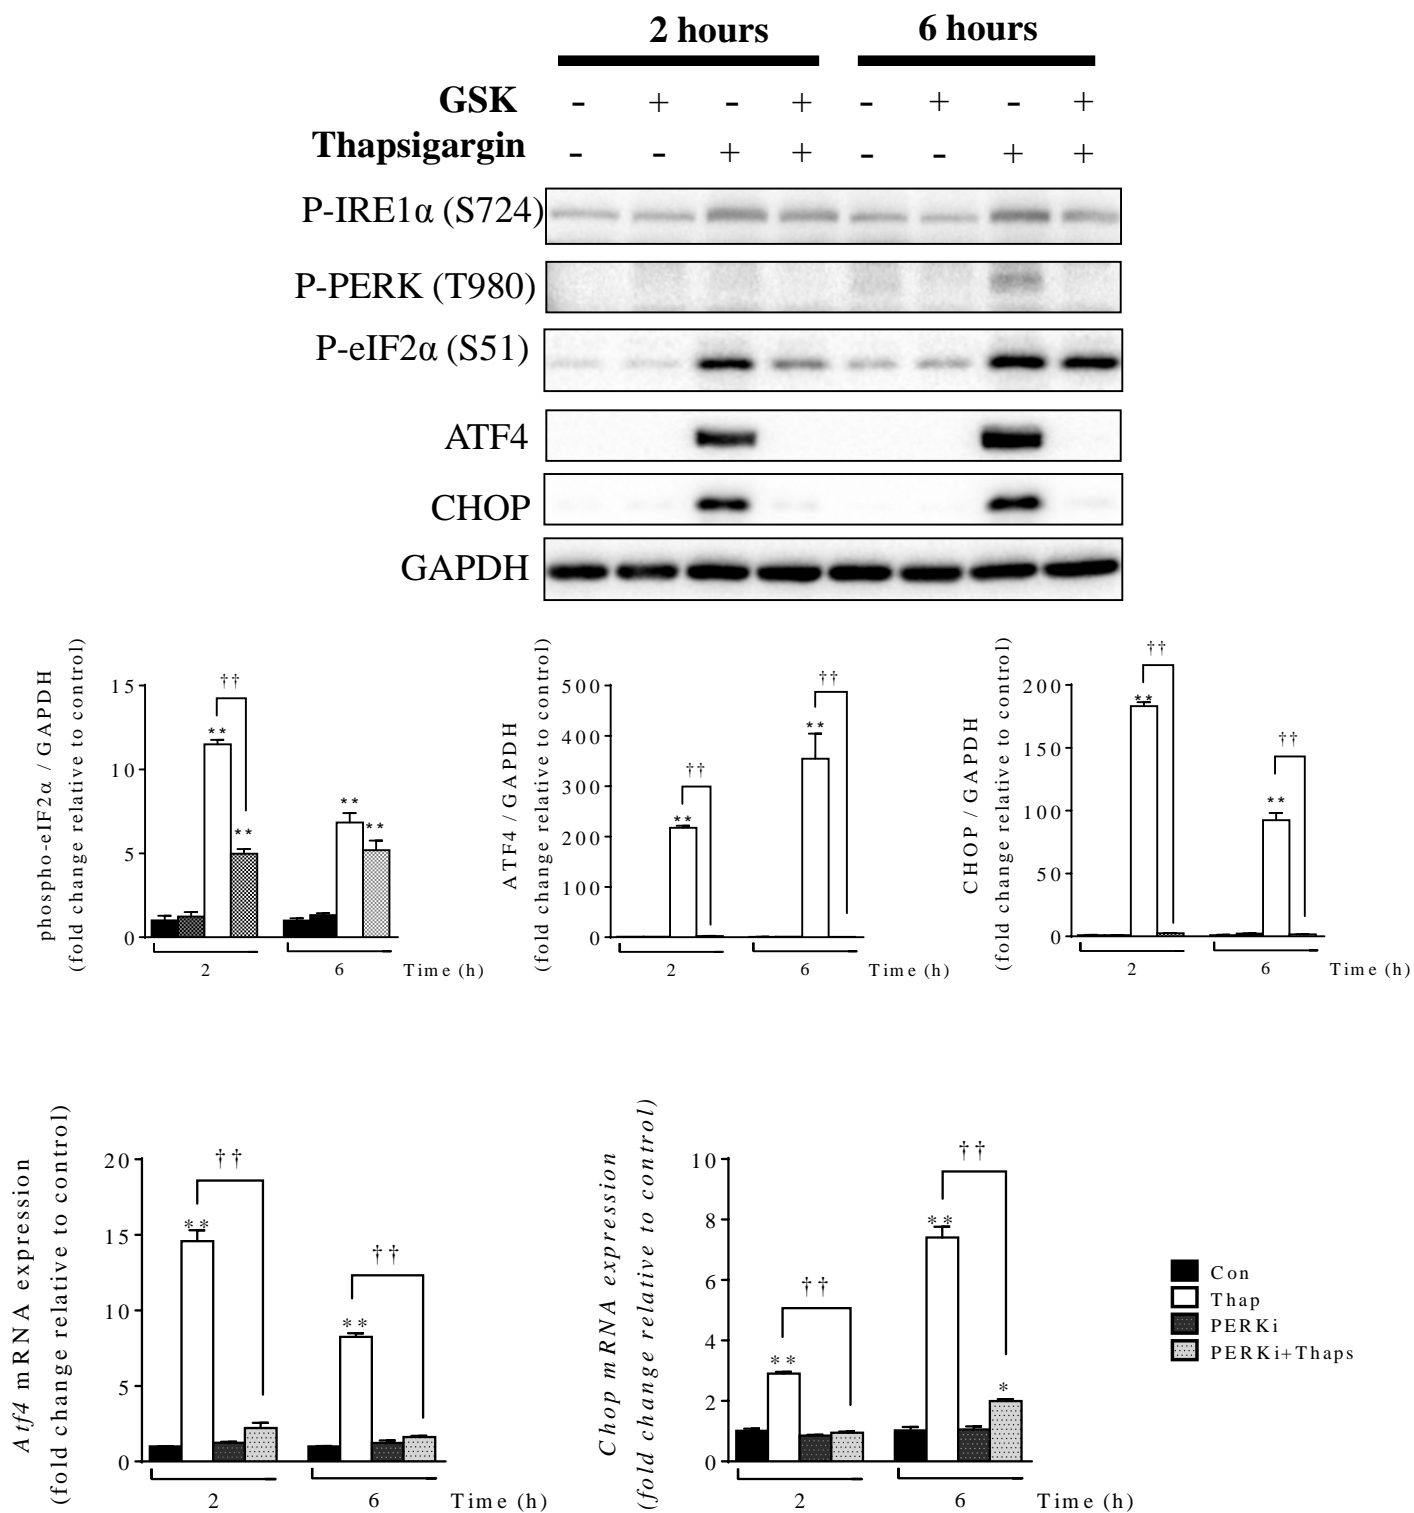 2 hours 6 hours
GSK - + - + - + - +
Thapsigargin - - + + - - + +
P-IRE1α (S724)
P-PERK (T980)
P-eIF2α (S51)
ATF4
CHOP
GAPDH
phospho-eIF2α / GAPDH
(fold change relative to control)
15
10
5
0
††
**
**
**
**
2 6 Time (h)
ATF4 / GAPDH
(fold change relative to control)
500
400
300
200
100
0
††
**
††
**
2 6 Time (h)
CHOP / GAPDH
(fold change relative to control)
200
150
100
50
0
††
**
††
**
2 6 Time (h)
Atf4 mRNA expression
(fold change relative to control)
20
15
10
5
0
††
**
††
**
2 6 Time (h)
Chop mRNA expression
(fold change relative to control)
10
8
6
4
2
0
††
**
††
**
*
2 6 Time (h)
Con
Thap
PERKi
PERKi+Thaps